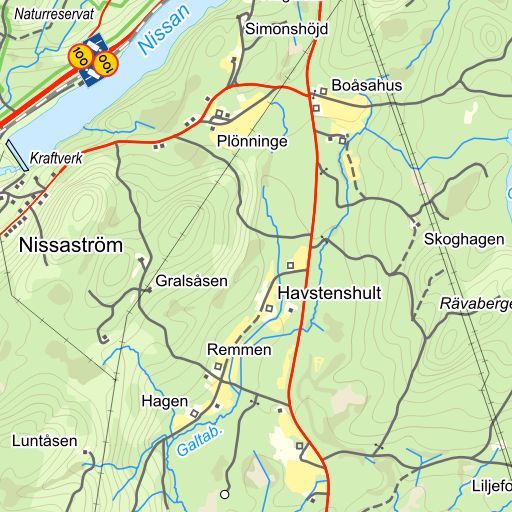 Naturreservat
Nissan
Simonshöjd
100
100
Boåsahus
Plönninge
Kraftverk
Nissaström
Skoghagen
Gralsåsen
Havstenshult
Rävaberge
Remmen
Hagen
Galtab.
Luntåsen
Liljefo